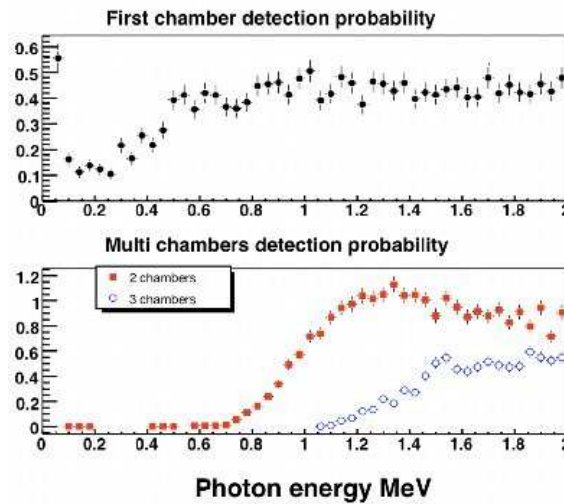 First chamber detection probability
0.6
0.5
0.4
0.3
0.2
0.1
0
0 0.2 0.4 0.6 0.8 1 1.2 1.4 1.6 1.8 2
Multi chambers detection probability
1.2
1
0.8
0.6
0.4
0.2
0
2 chambers
3 chambers
0 0.2 0.4 0.6 0.8 1 1.2 1.4 1.6 1.8 2
Photon energy MeV